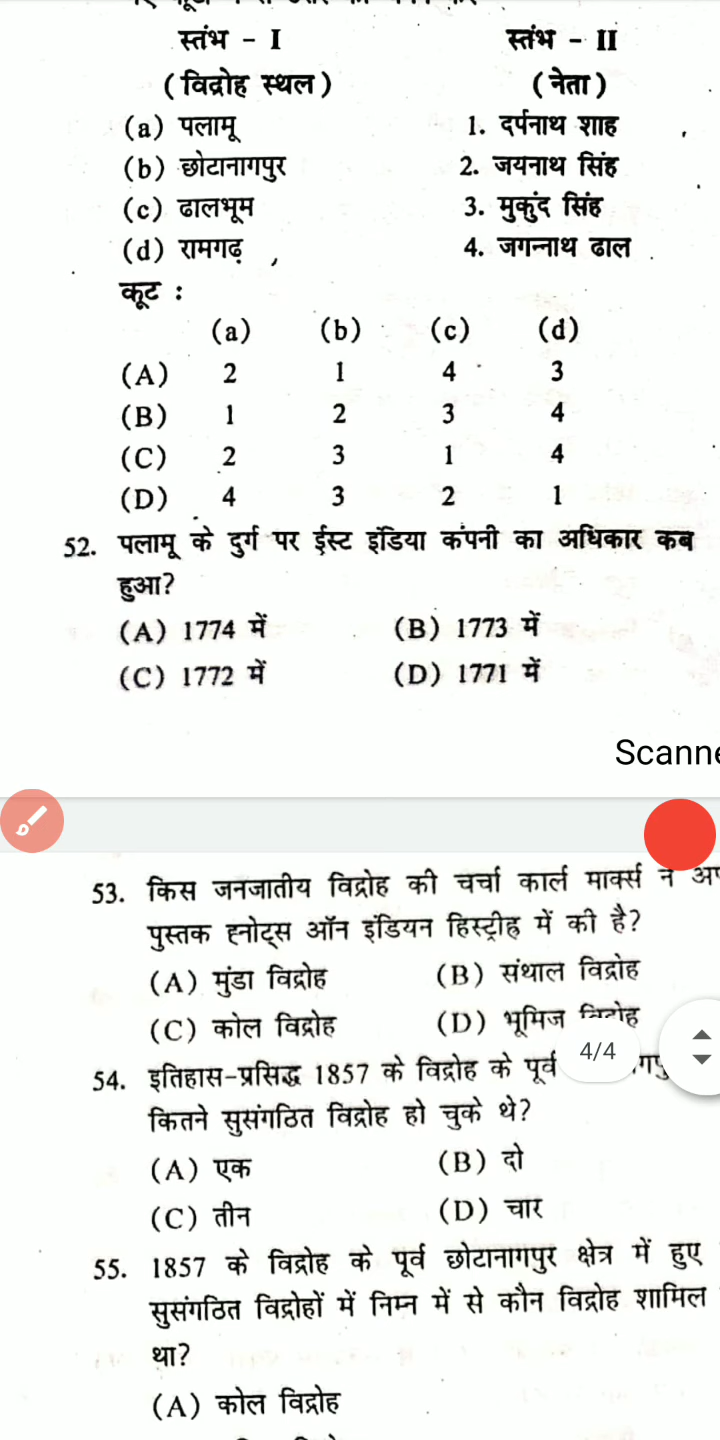 स्तंभ - I स्तंभ - II
(विद्रोह स्थल) (नेता)
(a) पलामू 1. दर्पनाथ शाह
(b) छोटानागपुर 2. जयनाथ सिंह
(c) ढालभूम 3. मुकुंद सिंह
(d) रामगढ़ 4. जगन्नाथ ढाल
कूट :
(a) (b) (c) (d)
(A) 2 1 4 3
(B) 1 2 3 4
(C) 2 3 1 4
(D) 4 3 2 1
52. पलामू के दुर्ग पर ईस्ट इंडिया कंपनी का अधिकार कब
हुआ?
(A) 1774 में (B) 1773 में
(C) 1772 में (D) 1771 में
Scanne
53. किस जनजातीय विद्रोह की चर्चा कार्ल मार्क्स ने
पुस्तक ह्नोट्स ऑन इंडियन हिस्ट्रीह्न में की है?
(A) मुंडा विद्रोह (B) संथाल विद्रोह
(C) कोल विद्रोह (D) भूमिज
4/4
54. इतिहास-प्रसिद्ध 1857 के विद्रोह के पूर्व
कितने सुसंगठित विद्रोह हो चुके थे?
(A) एक (B) दो
(C) तीन (D) चार
55. 1857 के विद्रोह के पूर्व छोटानागपुर क्षेत्र में हुए
सुसंगठित विद्रोहों में निम्न में से कौन विद्रोह शामिल
था?
(A) कोल विद्रोह